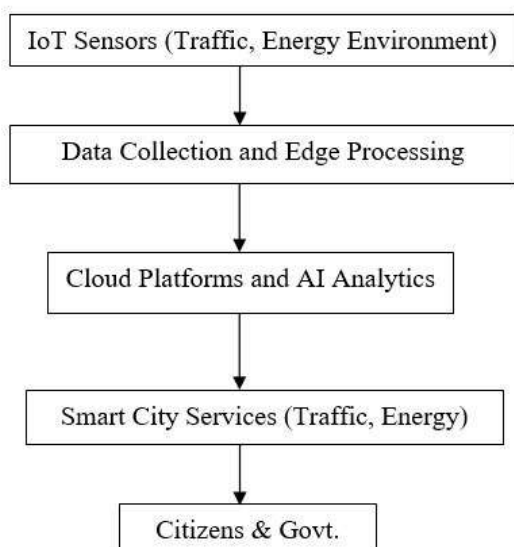 IoT Sensors (Traffic, Energy Environment)
Data Collection and Edge Processing
Cloud Platforms and AI Analytics
Smart City Services (Traffic, Energy)
Citizens & Govt.